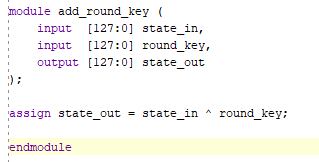 module add_round_key (
    input  [127:0] state_in,
    input  [127:0] round_key,
    output [127:0] state_out
);
assign state_out = state_in ^ round_key;
endmodule